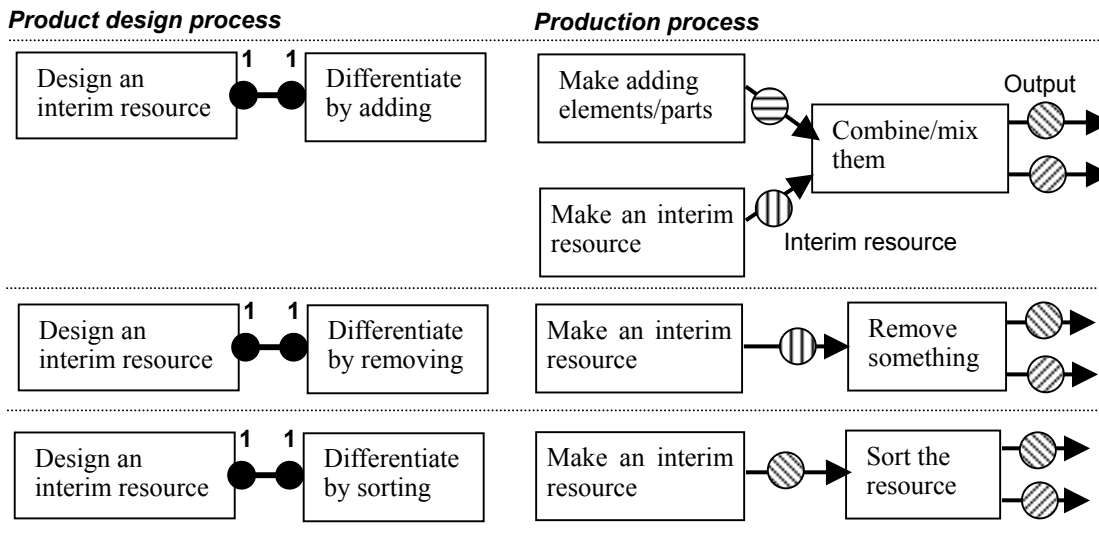 Product design process
Production process
1 1
Design an
interim resource
Differentiate
by adding
Make adding
elements/parts
Make an interim
resource
Interim resource
Combine/mix
them
Output
1 1
Design an
interim resource
Differentiate
by removing
Make an interim
resource
Remove
something
1 1
Design an
interim resource
Differentiate
by sorting
Make an interim
resource
Sort the
resource